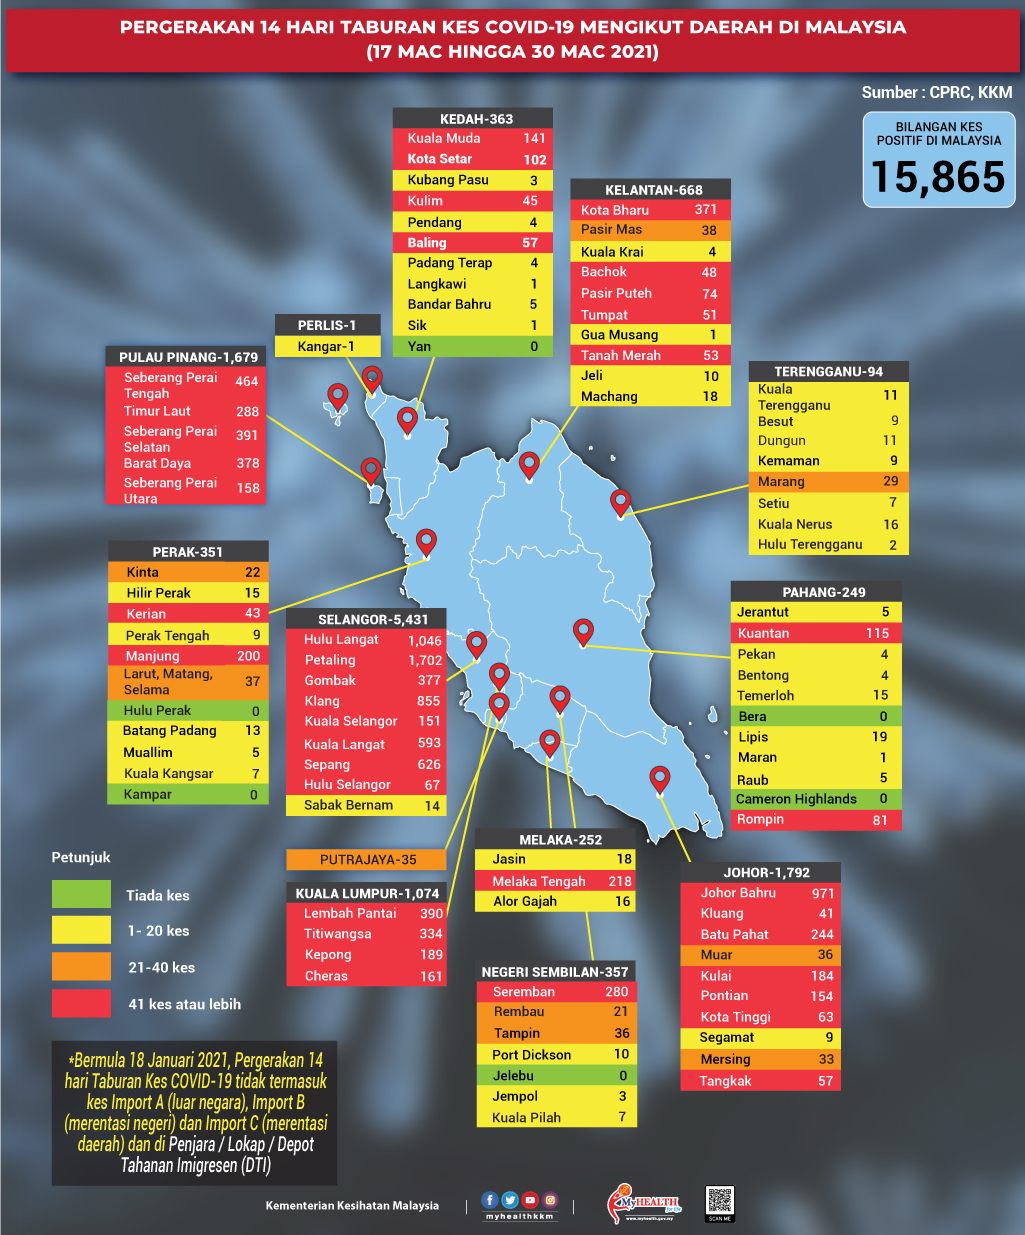 PERGERAKAN 14 HARI TABURAN KES COVID-19 MENGIKUT DAERAH DI MALAYSIA
(17 MAC HINGGA 30 MAC 2021)
Sumber : CPRC, KKM
BILANGAN KES
POSITIF DI MALAYSIA
15,865
KEDAH-363
Kuala Muda 141
Kota Setar 102
Kubang Pasu 3
Kulim 45
Pendang 4
Baling 57
Padang Terap 4
Langkawi 1
Bandar Bahru 5
Sik 1
Yan 0
KELANTAN-668
Kota Bharu 371
Pasir Mas 38
Kuala Krai 4
Bachok 48
Pasir Puteh 74
Tumpat 51
Gua Musang 1
Tanah Merah 53
Jeli 10
Machang 18
PERLIS-1
Kangar-1
PULAU PINANG-1,679
Seberang Perai
Tengah 464
Timur Laut 288
Seberang Perai
Selatan 391
Barat Daya 378
Seberang Perai
Utara 158
TERENGGANU-94
Kuala
Terengganu 11
Besut 9
Dungun 11
Kemaman 9
Marang 29
Setiu 7
Kuala Nerus 16
Hulu Terengganu 2
PERAK-351
Kinta 22
Hilir Perak 15
Kerian 43
Perak Tengah 9
Manjung 200
Larut, Matang,
Selama 37
Hulu Perak 0
Batang Padang 13
Muallim 5
Kuala Kangsar 7
Kampar 0
SELANGOR-5,431
Hulu Langat 1,046
Petaling 1,702
Gombak 377
Klang 855
Kuala Selangor 151
Kuala Langat 593
Sepang 626
Hulu Selangor 67
Sabak Bernam 14
PAHANG-249
Jerantut 5
Kuantan 115
Pekan 4
Bentong 4
Temerloh 15
Bera 0
Lipis 19
Maran 1
Raub 5
Cameron Highlands 0
Rompin 81
PUTRAJAYA-35
KUALA LUMPUR-1,074
Lembah Pantai 390
Titiwangsa 334
Kepong 189
Cheras 161
MELAKA-252
Jasin 18
Melaka Tengah 218
Alor Gajah 16
NEGERI SEMBILAN-357
Seremban 280
Rembau 21
Tampin 36
Port Dickson 10
Jelebu 0
Jempol 3
Kuala Pilah 7
JOHOR-1,792
Johor Bahru 971
Kluang 41
Batu Pahat 244
Muar 36
Kulai 184
Pontian 154
Kota Tinggi 63
Segamat 9
Mersing 33
Tangkak 57
Petunjuk
Tiada kes
1- 20 kes
21-40 kes
41 kes atau lebih
*Bermula 18 Januari 2021, Pergerakan 14
hari Taburan Kes COVID-19 tidak termasuk
kes Import A (luar negara), Import B
(merentasi negeri) dan Import C (merentasi
daerah) dan di Penjara / Lokap / Depot
Tahanan Imigresen (DTI)
Kementerian Kesihatan Malaysia
myhealthkkm
MyHEALTH
for life
www.myhealth.gov.my
SCAN ME